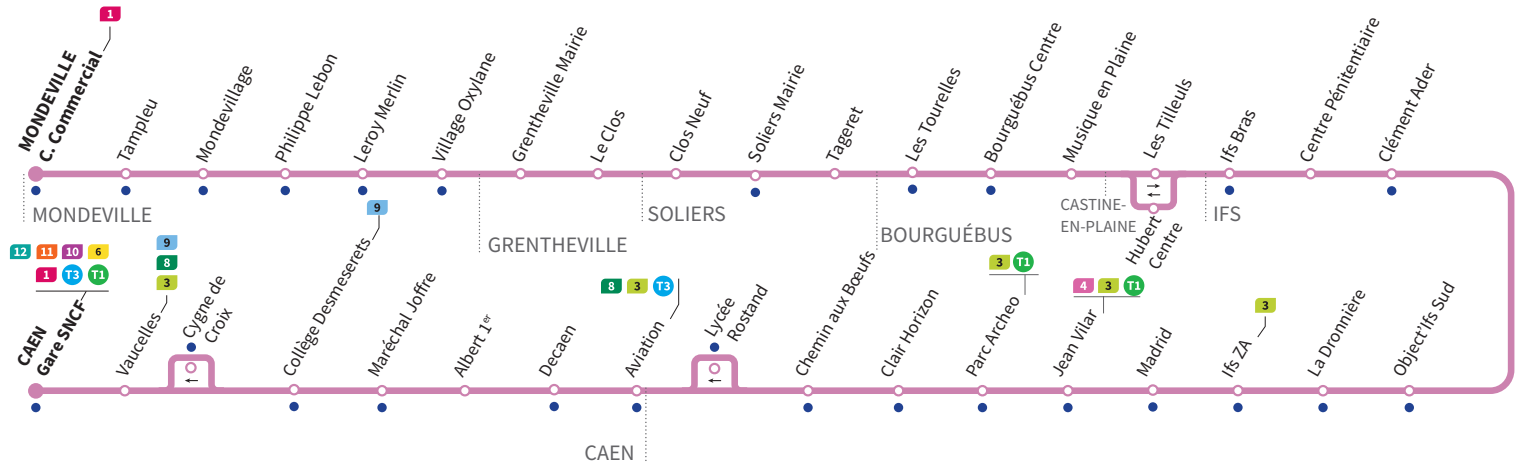 1
MONDEVILLE
C. Commercial
Tampleu
Mondevillage
Philippe Lebon
Leroy Merlin
Village Oxylane
Grentheville Mairie
Le Clos
Clos Neuf
Soliers Mairie
Tageret
Les Tourelles
Bourguébus Centre
Musique en Plaine
Les Tilleuls
Ifs Bras
Centre Pénitentiaire
Clément Ader
MONDEVILLE
GRENTHEVILLE
SOLIERS
BOURGUÉBUS
CASTINE-
EN-PLAINE
IFS
Hubert
Centre
12 11 10 6
1 T3 T1
CAEN
Gare SNCF
9
8
3
Vaucelles
Cygne de
Croix
9
Collège Desmeserets
Maréchal Joffre
Albert 1er
Decaen
8 3 T3
Aviation
Lycée
Rostand
Chemin aux Bœufs
Clair Horizon
3 T1
Parc Archeo
4 3 T1
Jean Vilar
Madrid
3
Ifs ZA
La Dronnière
Object'Ifs Sud
CAEN